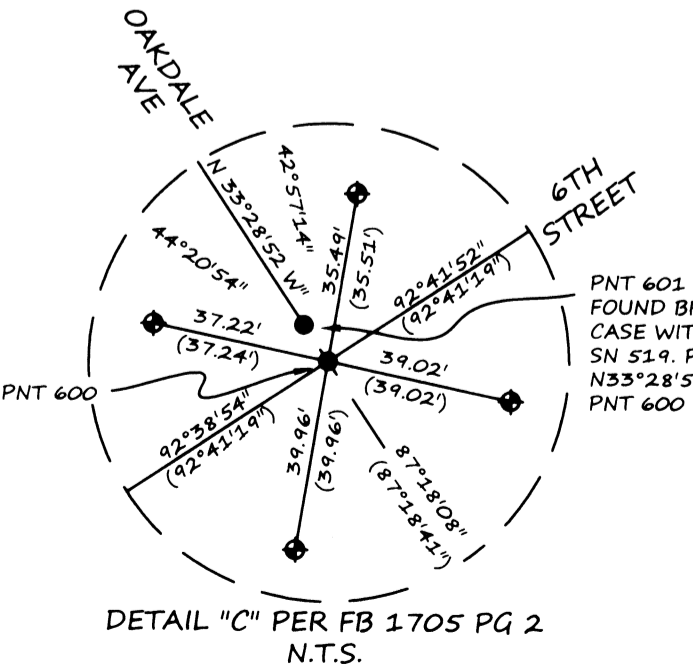 OAKDALE
AVE
6TH
STREET
N 33°28'52 W"
42°57'14"
44°20'54"
35.49'
(35.51')
92°41'52"
(92°41'19")
37.22'
(37.24')
39.02'
(39.02')
PNT 601
FOUND BR
CASE WIT
SN 519. P
N33°28'5
PNT 600
PNT 600
92°38'54"
(92°41'19")
39.96'
(39.96')
87°18'08"
(87°18'41")
DETAIL "C" PER FB 1705 PG 2
N.T.S.